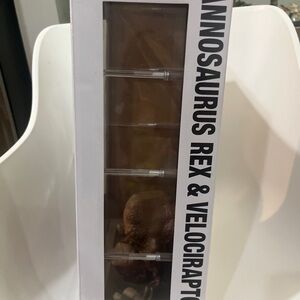 ANNOSAURUS REX & VELOCIRAPTO